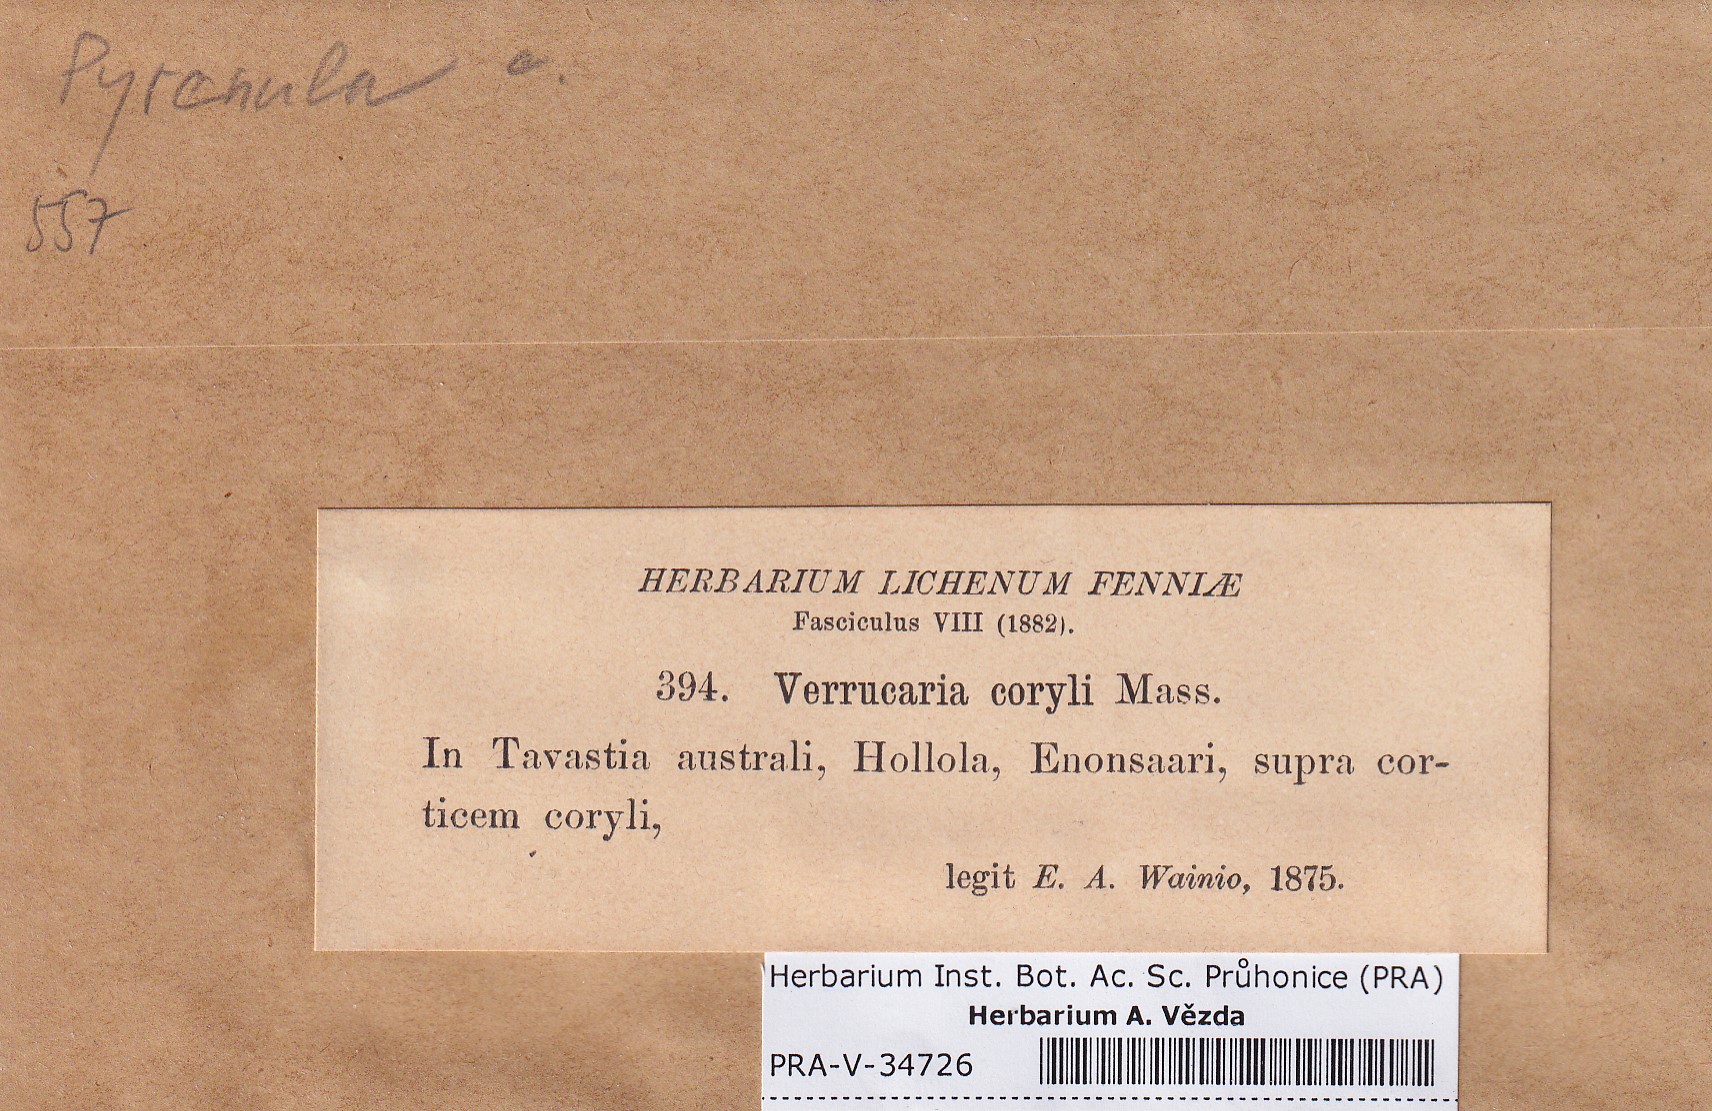 Pyrenula c.
557
HERBARIUM LICHENUM FENNIÆ
Fasciculus VIII (1882).
394. Verrucaria coryli Mass.
In Tavastia australi, Hollola, Enonsaari, supra cor-
ticem coryli,
legit E. A. Wainio, 1875.
Herbarium Inst. Bot. Ac. Sc. Průhonice (PRA)
Herbarium A. Vězda
PRA-V-34726